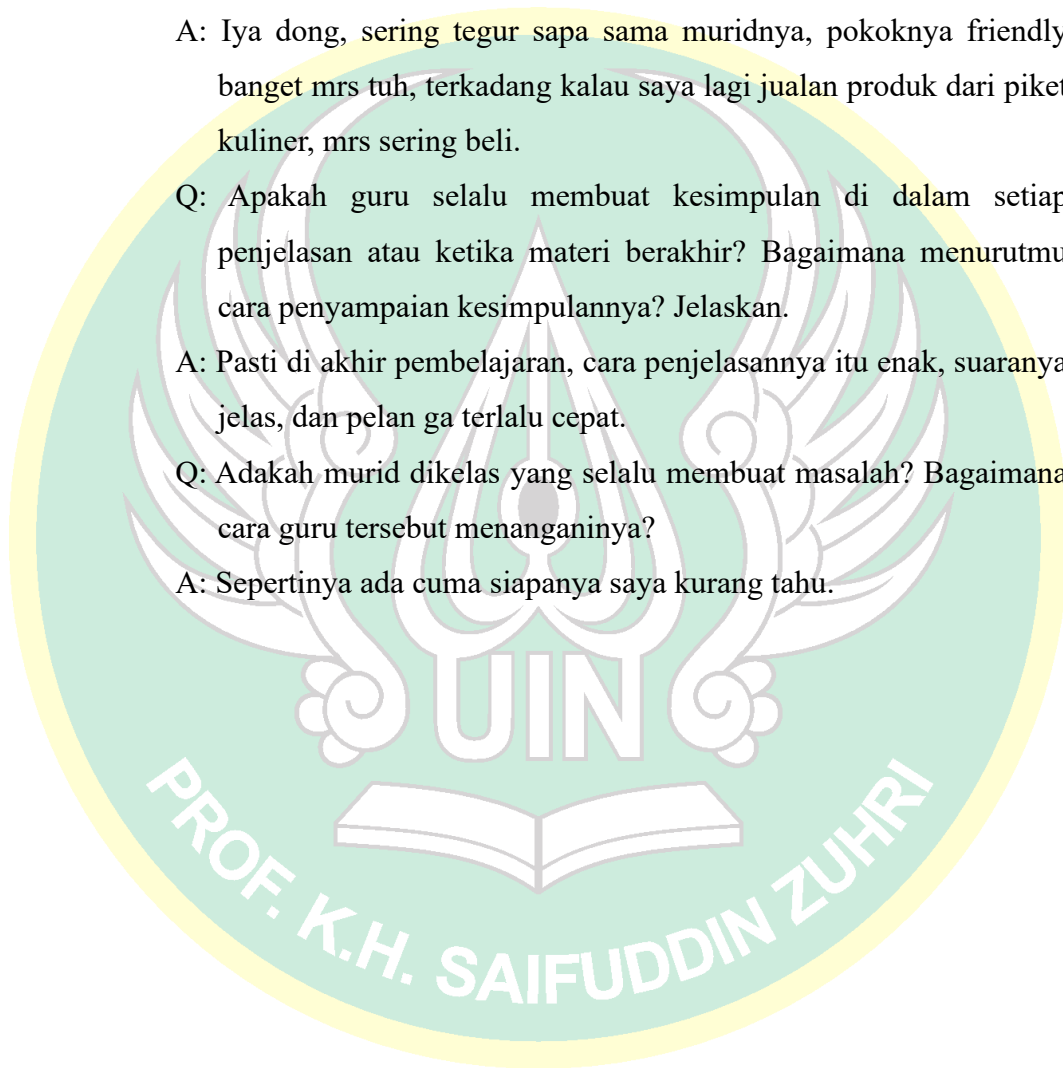 A: Iya dong, sering tegur sapa sama muridnya, pokoknya friendly
banget mrs tuh, terkadang kalau saya lagi jualan produk dari piket
kuliner, mrs sering beli.
Q: Apakah guru selalu membuat kesimpulan di dalam setiap
penjelasan atau ketika materi berakhir? Bagaimana menurutmu
cara penyampaian kesimpulannya? Jelaskan.
A: Pasti di akhir pembelajaran, cara penjelasannya itu enak, suaranya
jelas, dan pelan ga terlalu cepat.
Q: Adakah murid dikelas yang selalu membuat masalah? Bagaimana
cara guru tersebut menanganinya?
A: Sepertinya ada cuma siapanya saya kurang tahu.
UIN
PROF. K.H. SAIFUDDIN ZUHRI